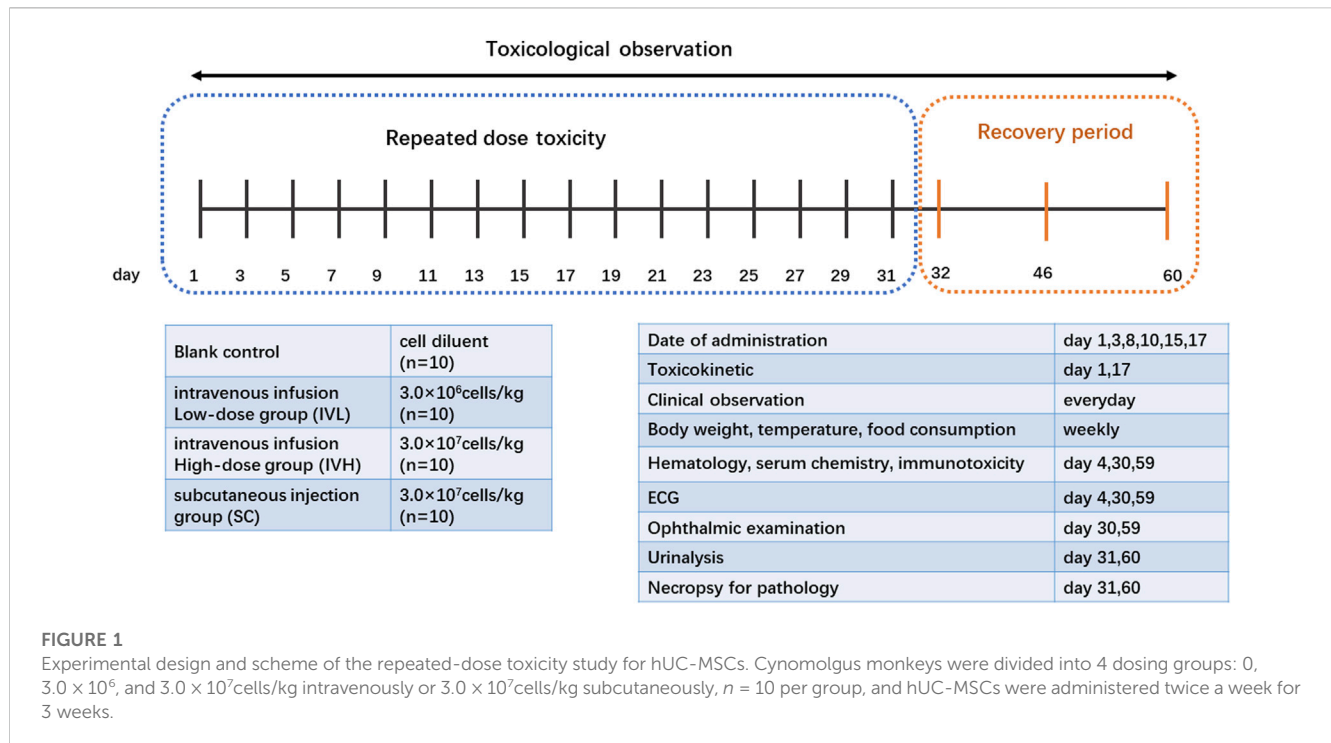 Toxicological observation
Repeated dose toxicity
Recovery period
day 1 3 5 7 9 11 13 15 17 19 21 23 25 27 29 31 32 46 60
Blank control
cell diluent
(n=10)
intravenous infusion
Low-dose group (IVL)
3.0×10⁶cells/kg
(n=10)
intravenous infusion
High-dose group (IVH)
3.0×10⁷cells/kg
(n=10)
subcutaneous injection
group (SC)
3.0×10⁷cells/kg
(n=10)
Date of administration day 1,3,8,10,15,17
Toxicokinetic day 1,17
Clinical observation everyday
Body weight, temperature, food consumption weekly
Hematology, serum chemistry, immunotoxicity day 4,30,59
ECG day 4,30,59
Ophthalmic examination day 30,59
Urinalysis day 31,60
Necropsy for pathology day 31,60
FIGURE 1
Experimental design and scheme of the repeated-dose toxicity study for hUC-MSCs. Cynomolgus monkeys were divided into 4 dosing groups: 0,
3.0 × 10⁶, and 3.0 × 10⁷cells/kg intravenously or 3.0 × 10⁷cells/kg subcutaneously, n = 10 per group, and hUC-MSCs were administered twice a week for
3 weeks.